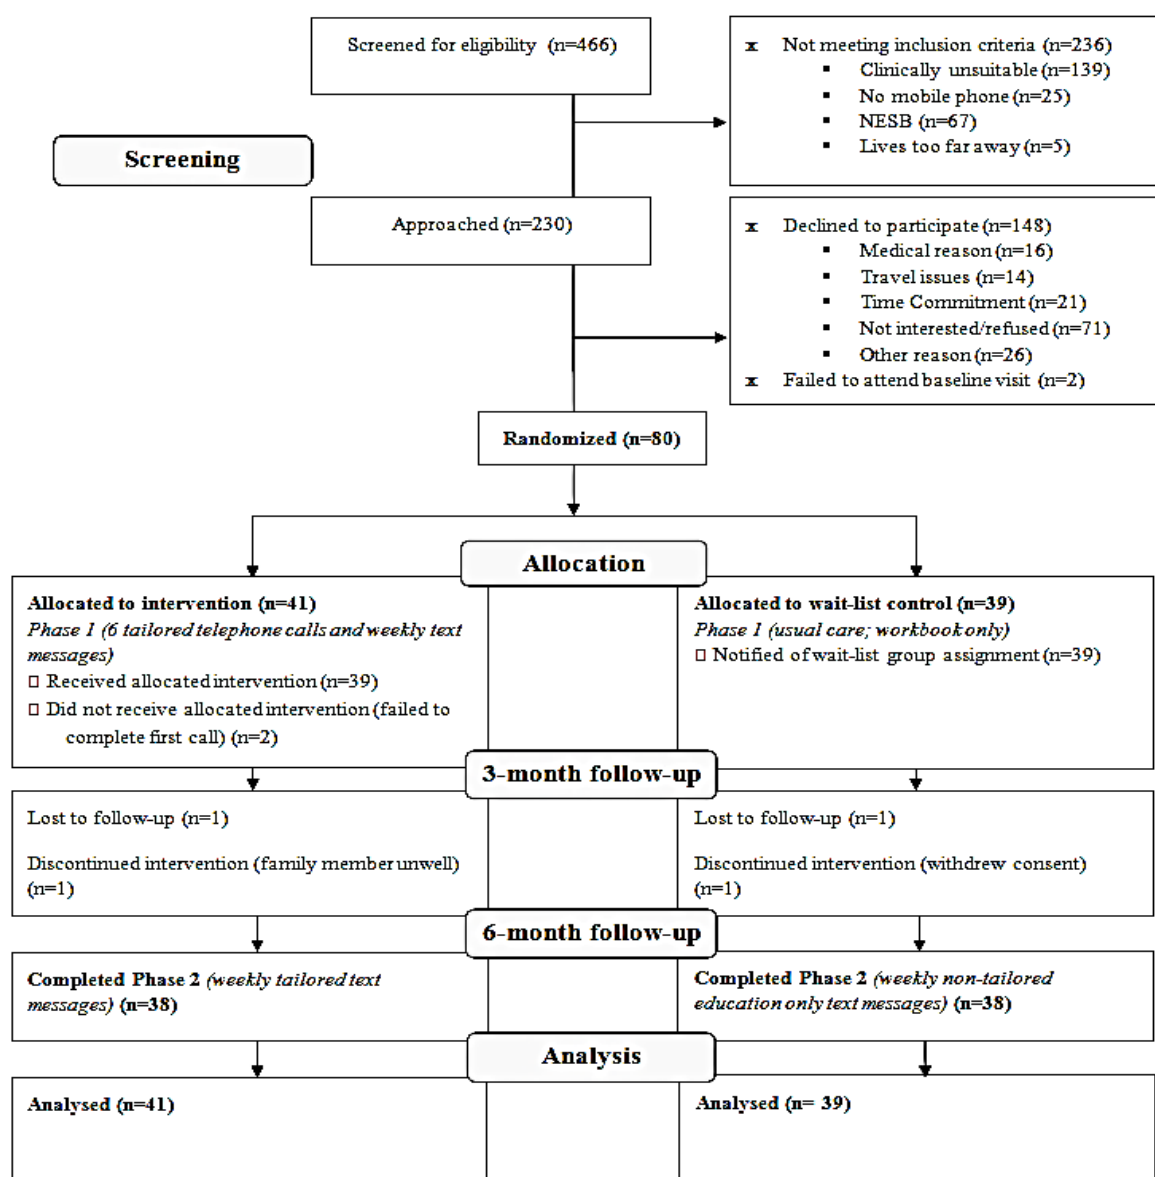 Screened for eligibility (n=466)
x Not meeting inclusion criteria (n=236)
▪ Clinically unsuitable (n=139)
▪ No mobile phone (n=25)
▪ NESB (n=67)
▪ Lives too far away (n=5)
Screening
Approached (n=230)
x Declined to participate (n=148)
▪ Medical reason (n=16)
▪ Travel issues (n=14)
▪ Time Commitment (n=21)
▪ Not interested/refused (n=71)
▪ Other reason (n=26)
x Failed to attend baseline visit (n=2)
Randomized (n=80)
Allocation
Allocated to intervention (n=41)
Phase 1 (6 tailored telephone calls and weekly text
messages)
□ Received allocated intervention (n=39)
□ Did not receive allocated intervention (failed to
complete first call) (n=2)
Allocated to wait-list control (n=39)
Phase 1 (usual care; workbook only)
□ Notified of wait-list group assignment (n=39)
3-month follow-up
Lost to follow-up (n=1)
Discontinued intervention (family member unwell)
(n=1)
Lost to follow-up (n=1)
Discontinued intervention (withdrew consent)
(n=1)
6-month follow-up
Completed Phase 2 (weekly tailored text
messages) (n=38)
Completed Phase 2 (weekly non-tailored
education only text messages) (n=38)
Analysis
Analysed (n=41)
Analysed (n= 39)